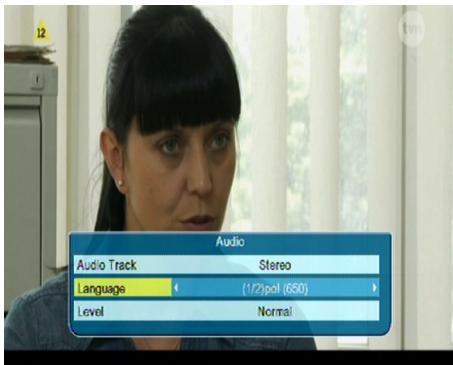 12
tvn
Audio
Audio Track Stereo
Language (1/2)pol (650)
Level Normal